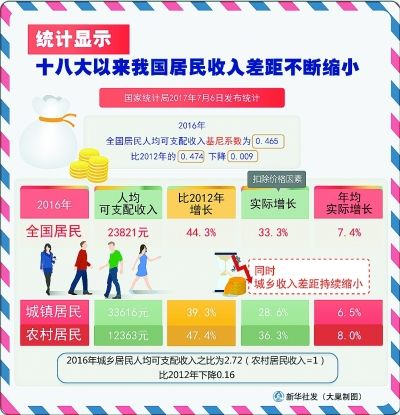 统计显示
十八大以来我国居民收入差距不断缩小
国家统计局2017年7月6日发布统计
2016年
全国居民人均可支配收入基尼系数为 0.465
比2012年的 0.474 下降 0.009
扣除价格因素
2016年 人均可支配收入 比2012年增长 实际增长 年均实际增长
全国居民 23821元 44.3% 33.3% 7.4%
同时
城乡收入差距持续缩小
城镇居民 33616元 39.3% 28.6% 6.5%
农村居民 12363元 47.4% 36.3% 8.0%
2016年城乡居民人均可支配收入之比为2.72（农村居民收入=1）
比2012年下降0.16
新华社发（大巢制图）